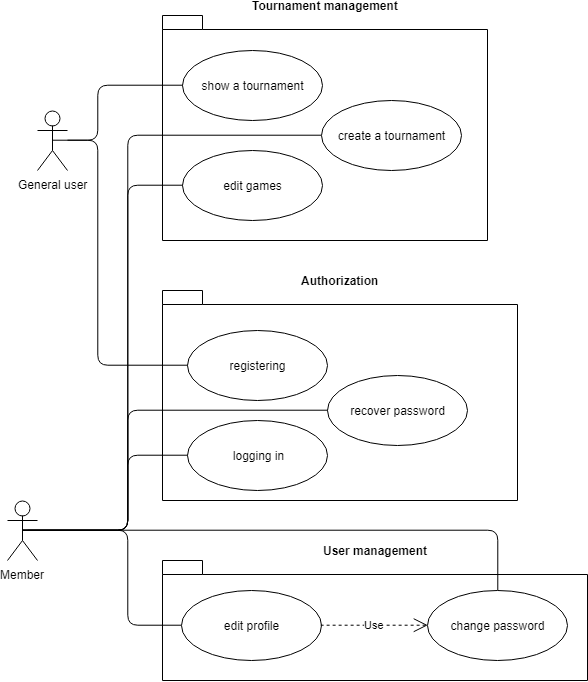 Tournament management
show a tournament
create a tournament
General user
edit games
Authorization
registering
recover password
logging in
Member
User management
edit profile
Use
change password